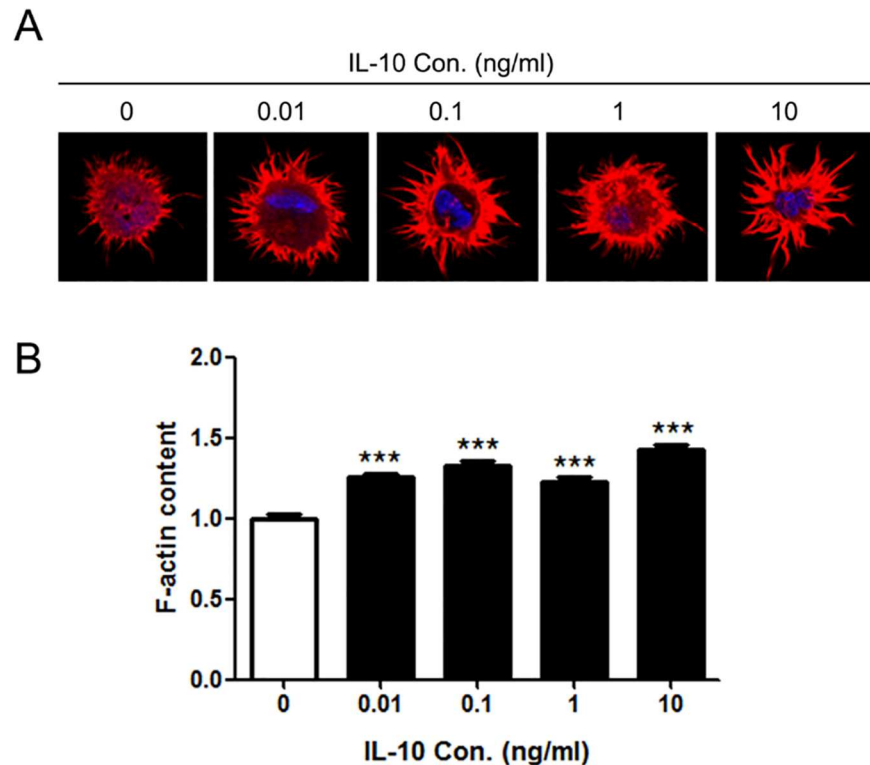 A
IL-10 Con. (ng/ml)
0 0.01 0.1 1 10
B
F-actin content
2.0
1.5
1.0
0.5
0.0
*** *** *** ***
0 0.01 0.1 1 10
IL-10 Con. (ng/ml)